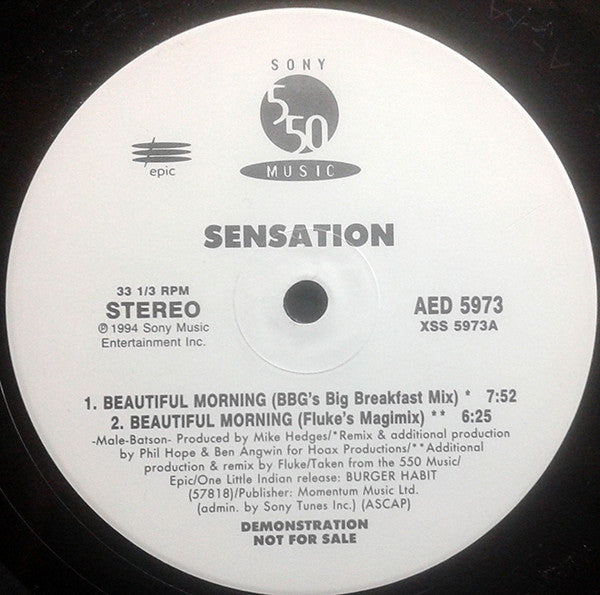 SONY
550
MUSIC
epic
SENSATION
33 1/3 RPM
STEREO
℗ 1994 Sony Music
Entertainment Inc.
AED 5973
XSS 5973A
1. BEAUTIFUL MORNING (BBG's Big Breakfast Mix) * 7:52
2. BEAUTIFUL MORNING (Fluke's Magimix) ** 6:25
-Male-Batson- Produced by Mike Hedges/*Remix & additional production
by Phil Hope & Ben Angwin for Hoax Productions/**Additional
production & remix by Fluke/Taken from the 550 Music/
Epic/One Little Indian release: BURGER HABIT
(57818)/Publisher: Momentum Music Ltd.
(admin. by Sony Tunes Inc.) (ASCAP)
DEMONSTRATION
NOT FOR SALE